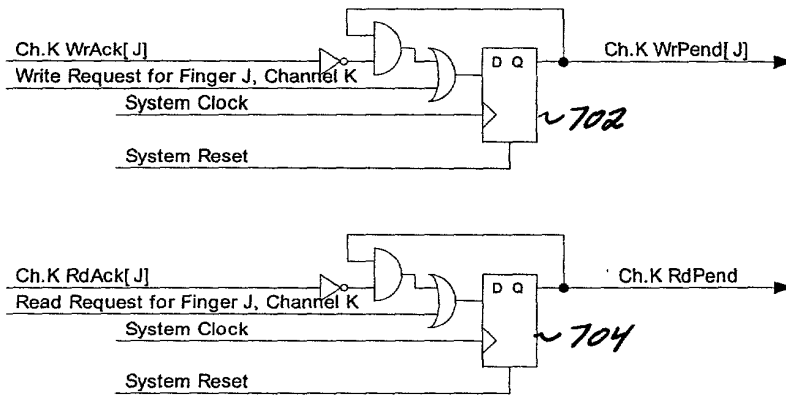 Ch.K WrAck[ J]
Write Request for Finger J, Channel K
System Clock
System Reset
D Q
Ch.K WrPend[ J]
~702
Ch.K RdAck[ J]
Read Request for Finger J, Channel K
System Clock
System Reset
D Q
Ch.K RdPend
~704